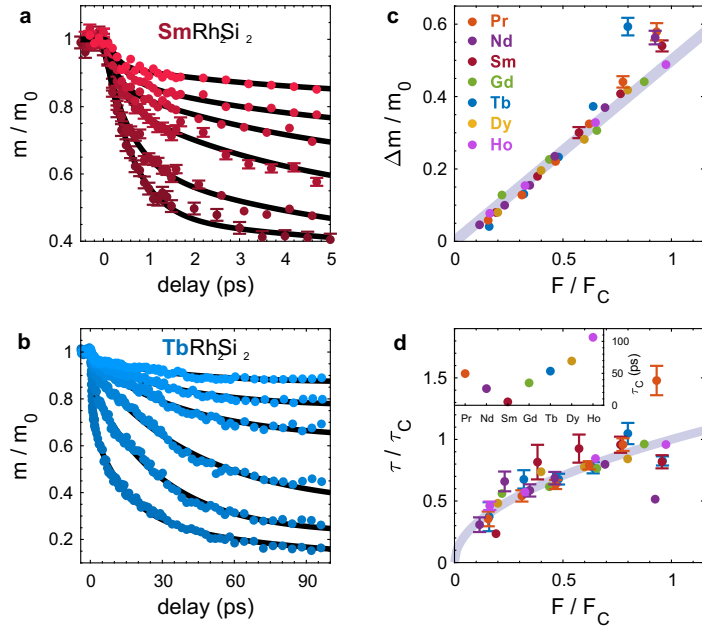 a
SmRh2Si 2
m / m0
1
0.8
0.6
0.4
0 1 2 3 4 5
delay (ps)
b
TbRh2Si 2
m / m0
1
0.8
0.6
0.4
0.2
0 30 60 90
delay (ps)
c
Δm / m0
0.6
0.4
0.2
0
Pr
Nd
Sm
Gd
Tb
Dy
Ho
0 0.5 1
F / FC
d
τ / τC
1.5
1
0.5
0
100
50
0
τC (ps)
Pr Nd Sm Gd Tb Dy Ho
0 0.5 1
F / FC